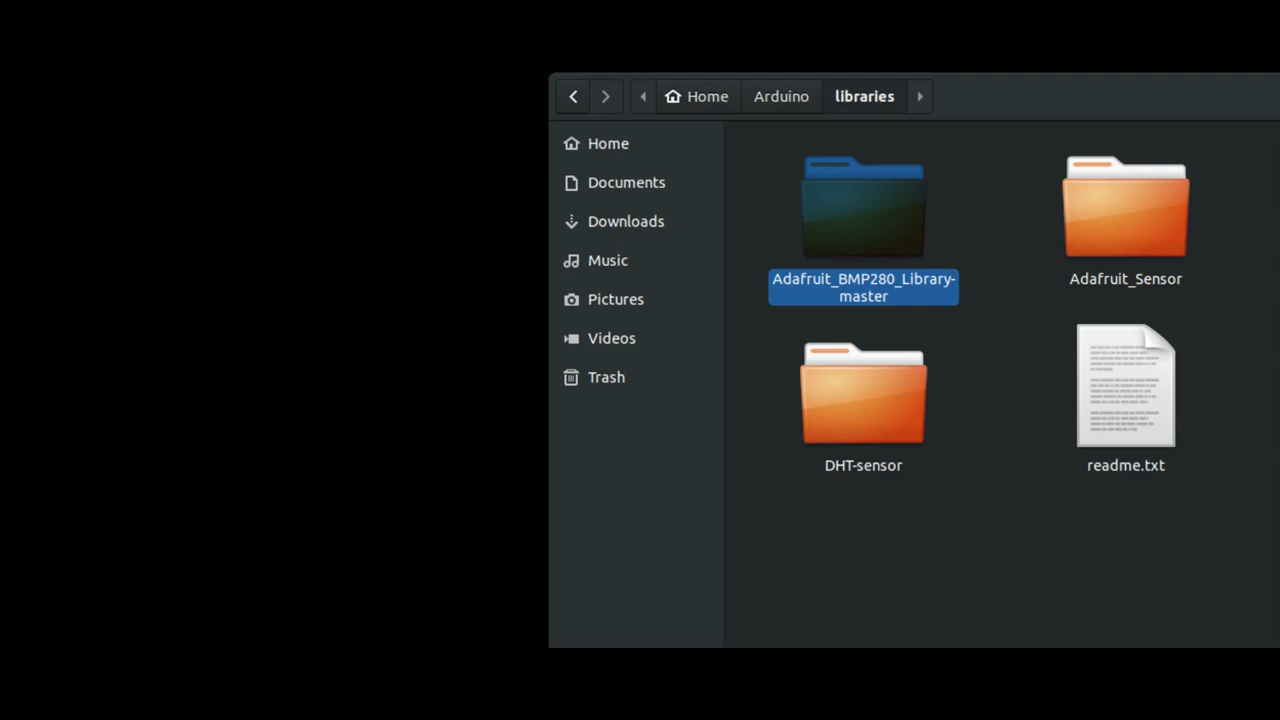 Home
Arduino
libraries
Home
Documents
Downloads
Music
Pictures
Videos
Trash
Adafruit_BMP280_Library-
master
Adafruit_Sensor
DHT-sensor
readme.txt